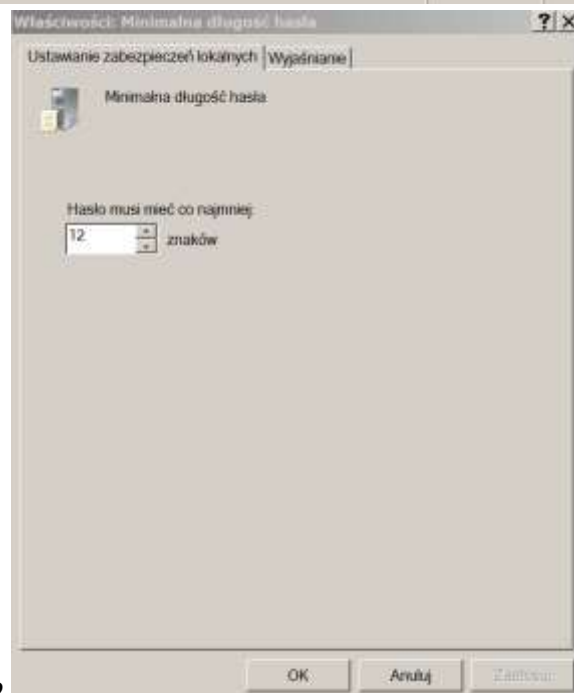 Właściwości: Minimalna długość hasła
Ustawianie zabezpieczeń lokalnych Wyjaśnianie
Minimalna długość hasła
Hasło musi mieć co najmniej:
12 znaków
OK Anuluj Zastosuj